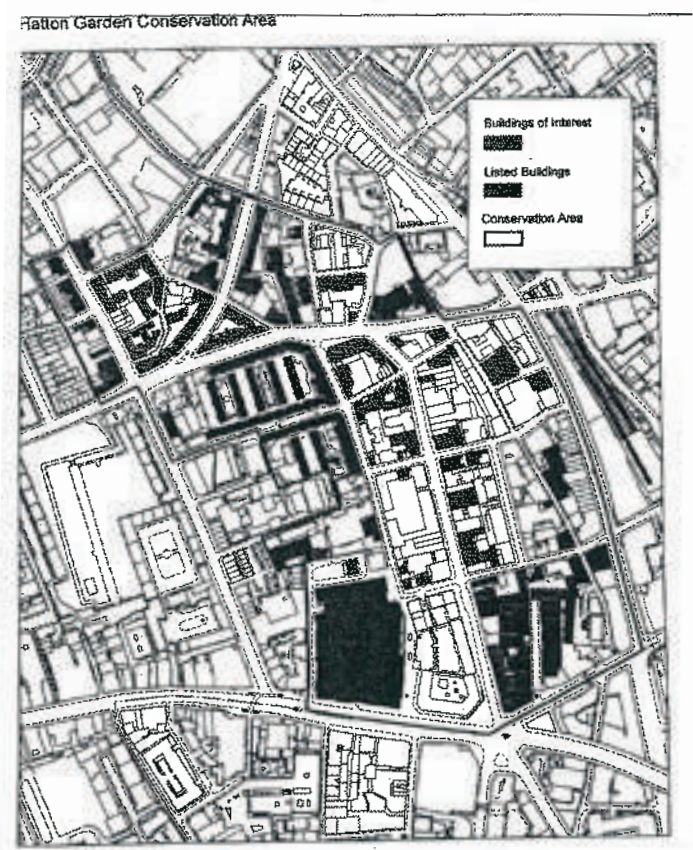 Hatton Garden Conservation Area
Buildings of Interest
Listed Buildings
Conservation Area